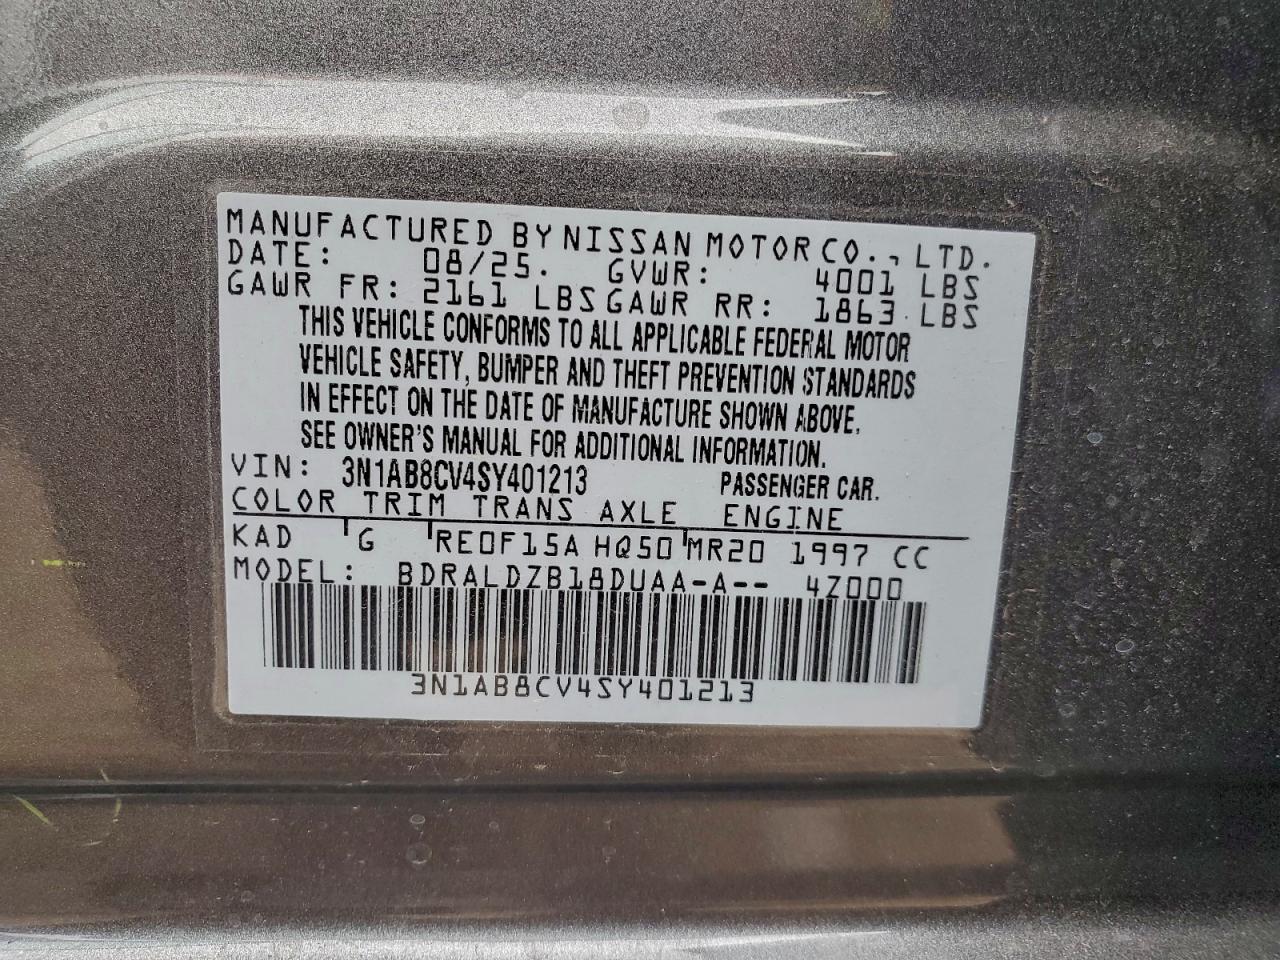 MANUFACTURED BY NISSAN MOTOR CO., LTD.
DATE: 08/25. GVWR: 4001 LBS
GAWR FR: 2161 LBS GAWR RR: 1863 LBS
THIS VEHICLE CONFORMS TO ALL APPLICABLE FEDERAL MOTOR
VEHICLE SAFETY, BUMPER AND THEFT PREVENTION STANDARDS
IN EFFECT ON THE DATE OF MANUFACTURE SHOWN ABOVE.
SEE OWNER'S MANUAL FOR ADDITIONAL INFORMATION.
VIN: 3N1AB8CV4SY401213 PASSENGER CAR.
COLOR TRIM TRANS AXLE ENGINE
KAD G RE0F15A HQ50 MR20 1997 CC
MODEL: BDRALDZB18DUAA-A-- 4Z000
3N1AB8CV4SY401213